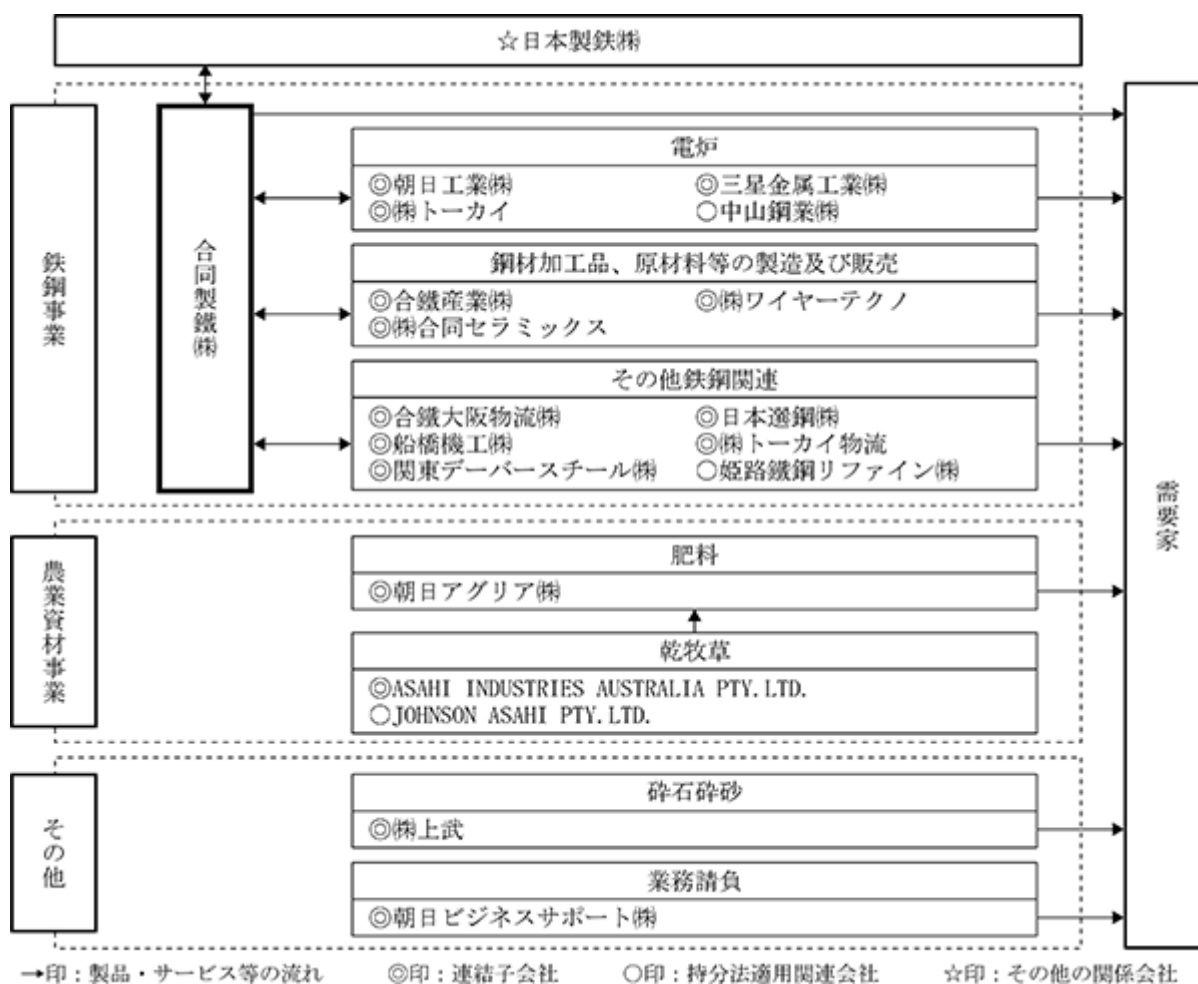 ☆日本製鉄㈱
鉄鋼事業
合同製鐵㈱
電炉
◎朝日工業㈱ ◎三星金属工業㈱
◎㈱トーカイ ○中山鋼業㈱
鋼材加工品、原材料等の製造及び販売
◎合鐵産業㈱ ◎㈱ワイヤーテクノ
◎㈱合同セラミックス
その他鉄鋼関連
◎合鐵大阪物流㈱ ◎日本選鋼㈱
◎船橋機工㈱ ◎㈱トーカイ物流
◎関東デーバースチール㈱ ○姫路鐵鋼リファイン㈱
需要家
農業資材事業
肥料
◎朝日アグリア㈱
乾牧草
◎ASAHI INDUSTRIES AUSTRALIA PTY.LTD.
○JOHNSON ASAHI PTY.LTD.
その他
砕石砕砂
◎㈱上武
業務請負
◎朝日ビジネスサポート㈱
→印：製品・サービス等の流れ ◎印：連結子会社 ○印：持分法適用関連会社 ☆印：その他の関係会社